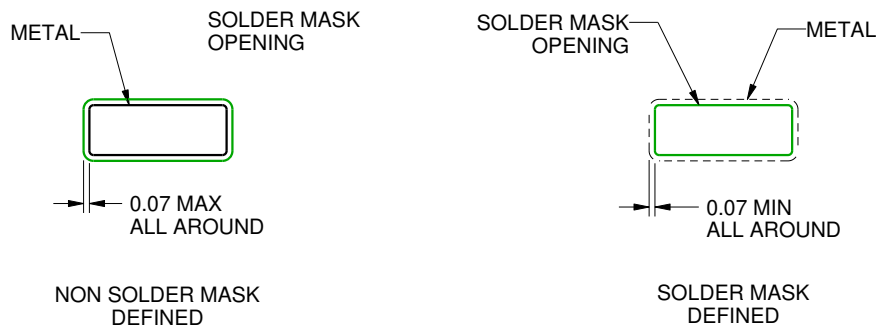 METAL
SOLDER MASK
OPENING
0.07 MAX
ALL AROUND
NON SOLDER MASK
DEFINED
SOLDER MASK
OPENING
METAL
0.07 MIN
ALL AROUND
SOLDER MASK
DEFINED